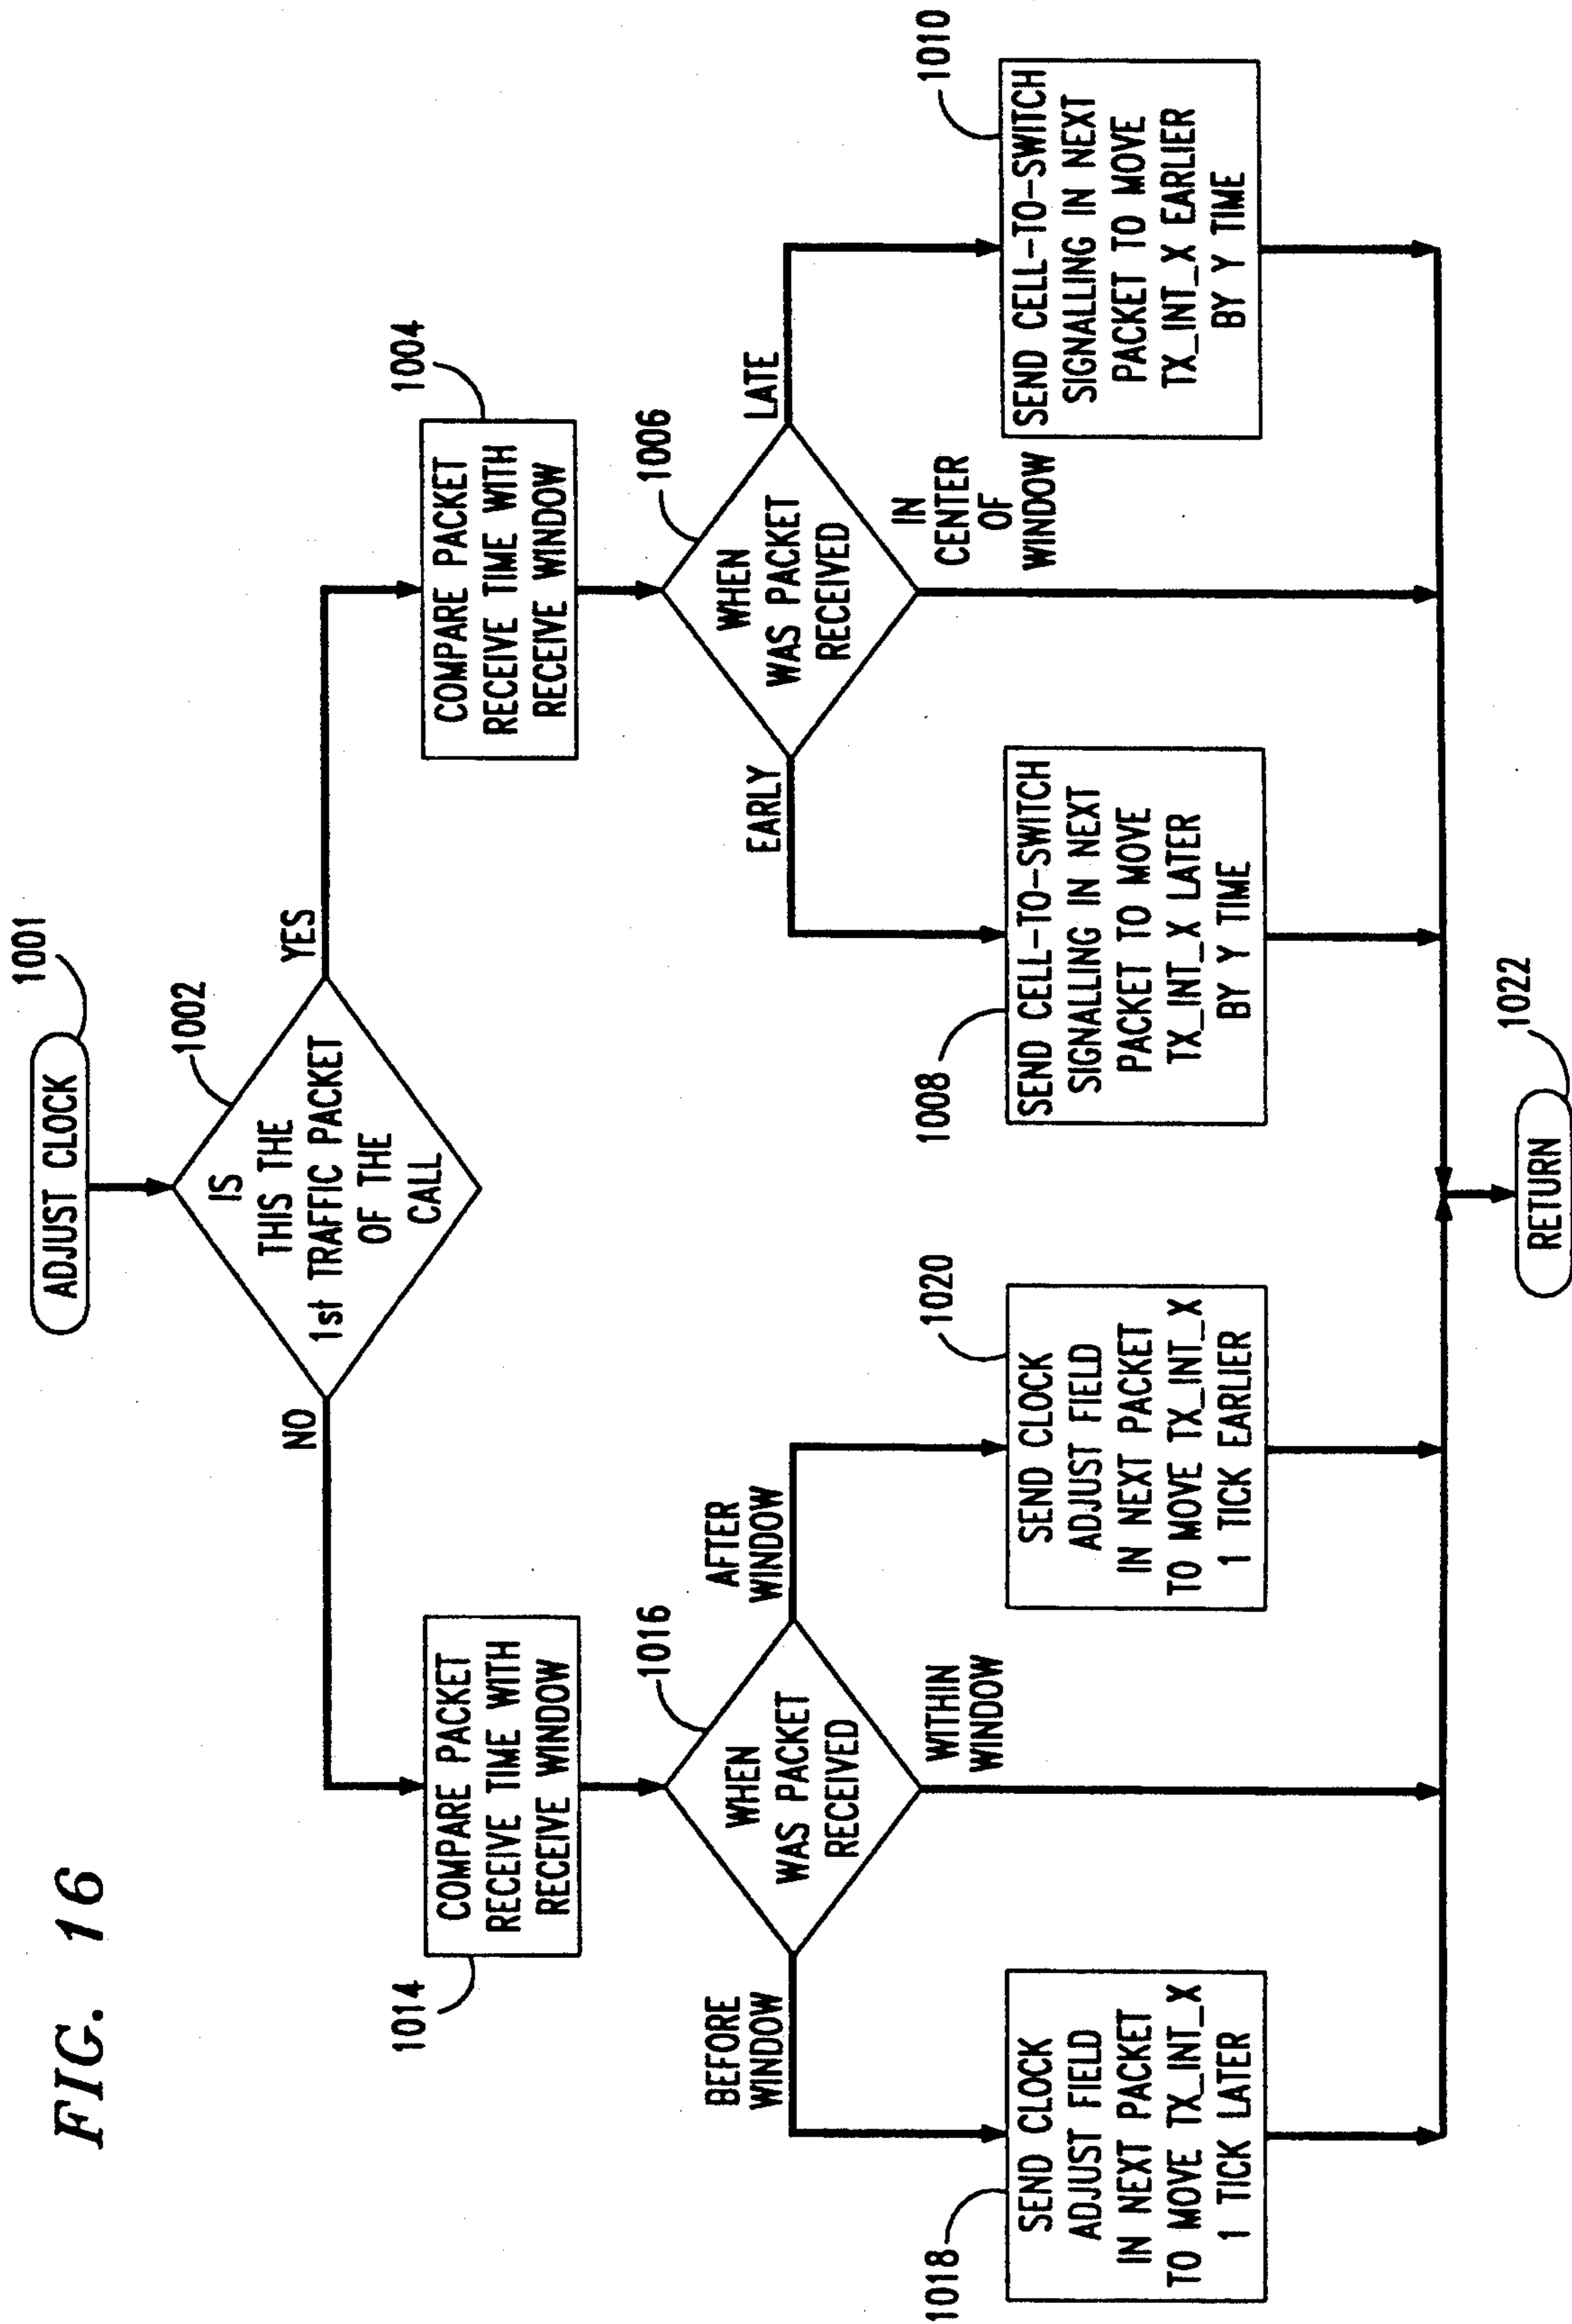 FIG. 16
ADJUST CLOCK
1001
IS
THIS THE
1st TRAFFIC PACKET
OF THE
CALL
1002
NO
YES
1014
COMPARE PACKET
RECEIVE TIME WITH
RECEIVE WINDOW
COMPARE PACKET
RECEIVE TIME WITH
RECEIVE WINDOW
1004
WHEN
WAS PACKET
RECEIVED
1016
BEFORE
WINDOW
AFTER
WINDOW
WITHIN
WINDOW
WHEN
WAS PACKET
RECEIVED
1006
EARLY
LATE
IN
CENTER
OF
WINDOW
1018
SEND CLOCK
ADJUST FIELD
IN NEXT PACKET
TO MOVE TX_INT_X
1 TICK LATER
SEND CLOCK
ADJUST FIELD
IN NEXT PACKET
TO MOVE TX_INT_X
1 TICK EARLIER
1020
1008
SEND CELL-TO-SWITCH
SIGNALLING IN NEXT
PACKET TO MOVE
TX_INT_X LATER
BY Y TIME
SEND CELL-TO-SWITCH
SIGNALLING IN NEXT
PACKET TO MOVE
TX_INT_X EARLIER
BY Y TIME
1010
RETURN
1022